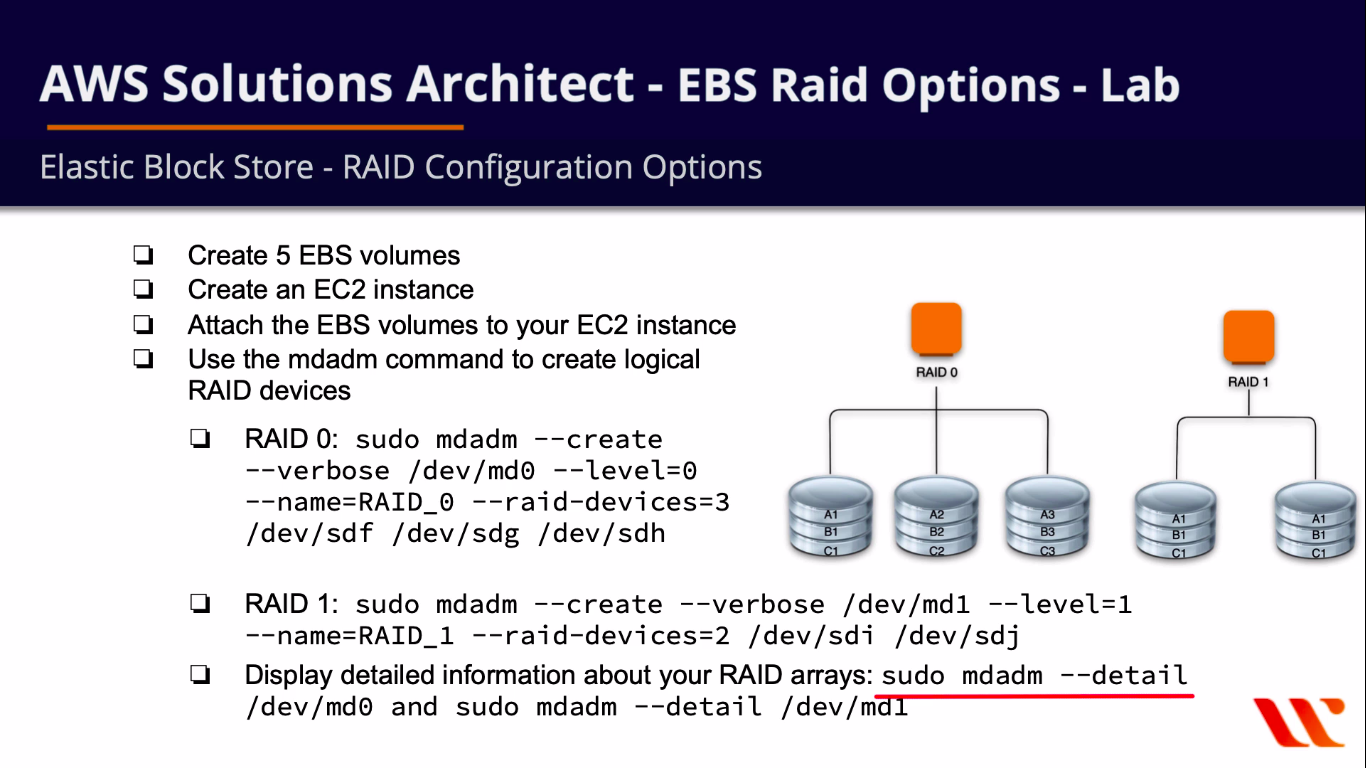 AWS Solutions Architect - EBS Raid Options - Lab
Elastic Block Store - RAID Configuration Options
❏ Create 5 EBS volumes
❏ Create an EC2 instance
❏ Attach the EBS volumes to your EC2 instance
❏ Use the mdadm command to create logical
RAID devices
❏ RAID 0: sudo mdadm --create
--verbose /dev/md0 --level=0
--name=RAID_0 --raid-devices=3
/dev/sdf /dev/sdg /dev/sdh
❏ RAID 1: sudo mdadm --create --verbose /dev/md1 --level=1
--name=RAID_1 --raid-devices=2 /dev/sdi /dev/sdj
❏ Display detailed information about your RAID arrays: sudo mdadm --detail
/dev/md0 and sudo mdadm --detail /dev/md1
RAID 0
A1
B1
C1
A2
B2
C2
A3
B3
C3
RAID 1
A1
B1
C1
A1
B1
C1